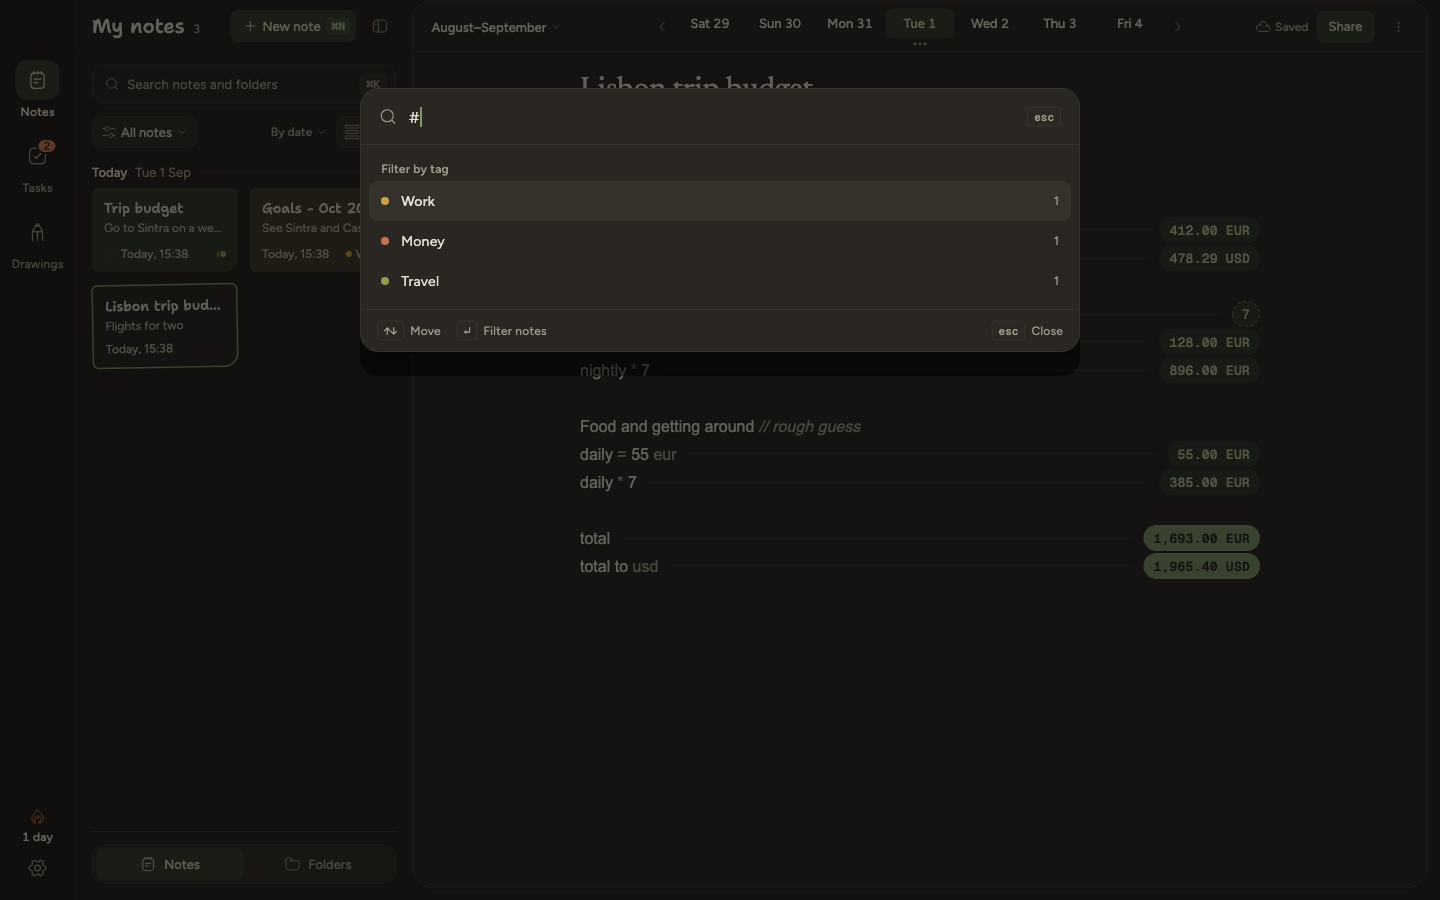 My notes 3
+ New note ⌘N
August–September
Sat 29
Sun 30
Mon 31
Tue 1
Wed 2
Thu 3
Fri 4
Saved
Share
Search notes and folders ⌘K
Notes
Tasks 2
Drawings
All notes
By date
Today Tue 1 Sep
Trip budget
Go to Sintra on a we...
Today, 15:38
Goals - Oct
See Sintra and
Today, 15:38
Lisbon trip bud...
Flights for two
Today, 15:38
Lisbon trip budget
# esc
Filter by tag
Work 1
Money 1
Travel 1
Move
Filter notes
esc Close
412.00 EUR
478.29 USD
7
128.00 EUR
nightly * 7 896.00 EUR
Food and getting around // rough guess
daily = 55 eur 55.00 EUR
daily * 7 385.00 EUR
total 1,693.00 EUR
total to usd 1,965.40 USD
1 day
Notes
Folders